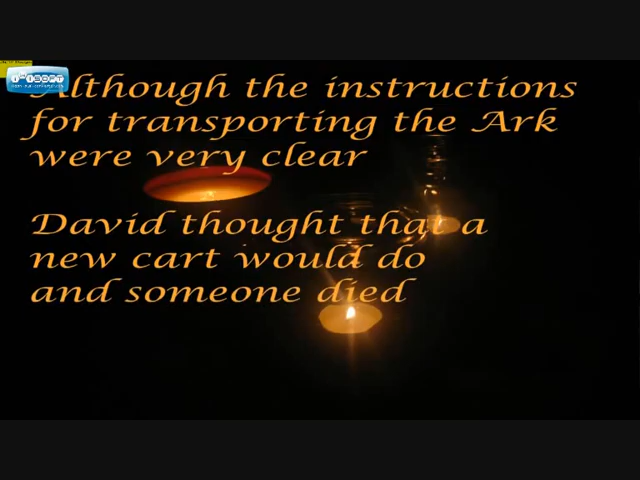 Although the instructions
for transporting the Ark
were very clear
David thought that a
new cart would do
and someone died